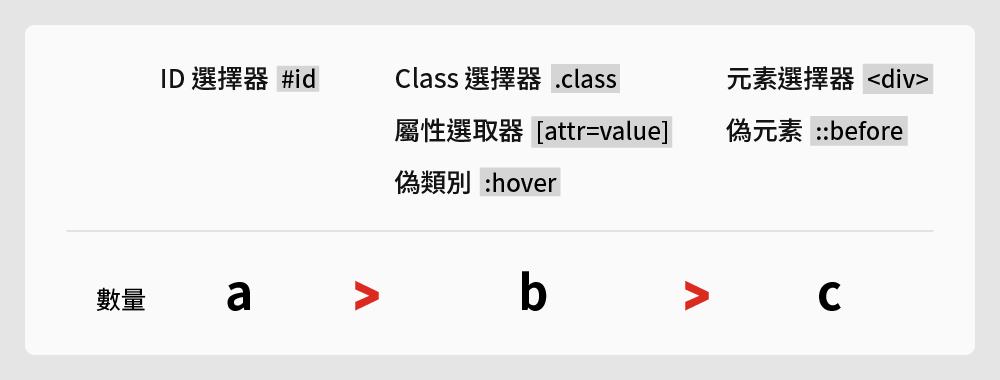 ID 選擇器 #id Class 選擇器 .class 元素選擇器 <div>
屬性選取器 [attr=value] 偽元素 ::before
偽類別 :hover
數量 a > b > c